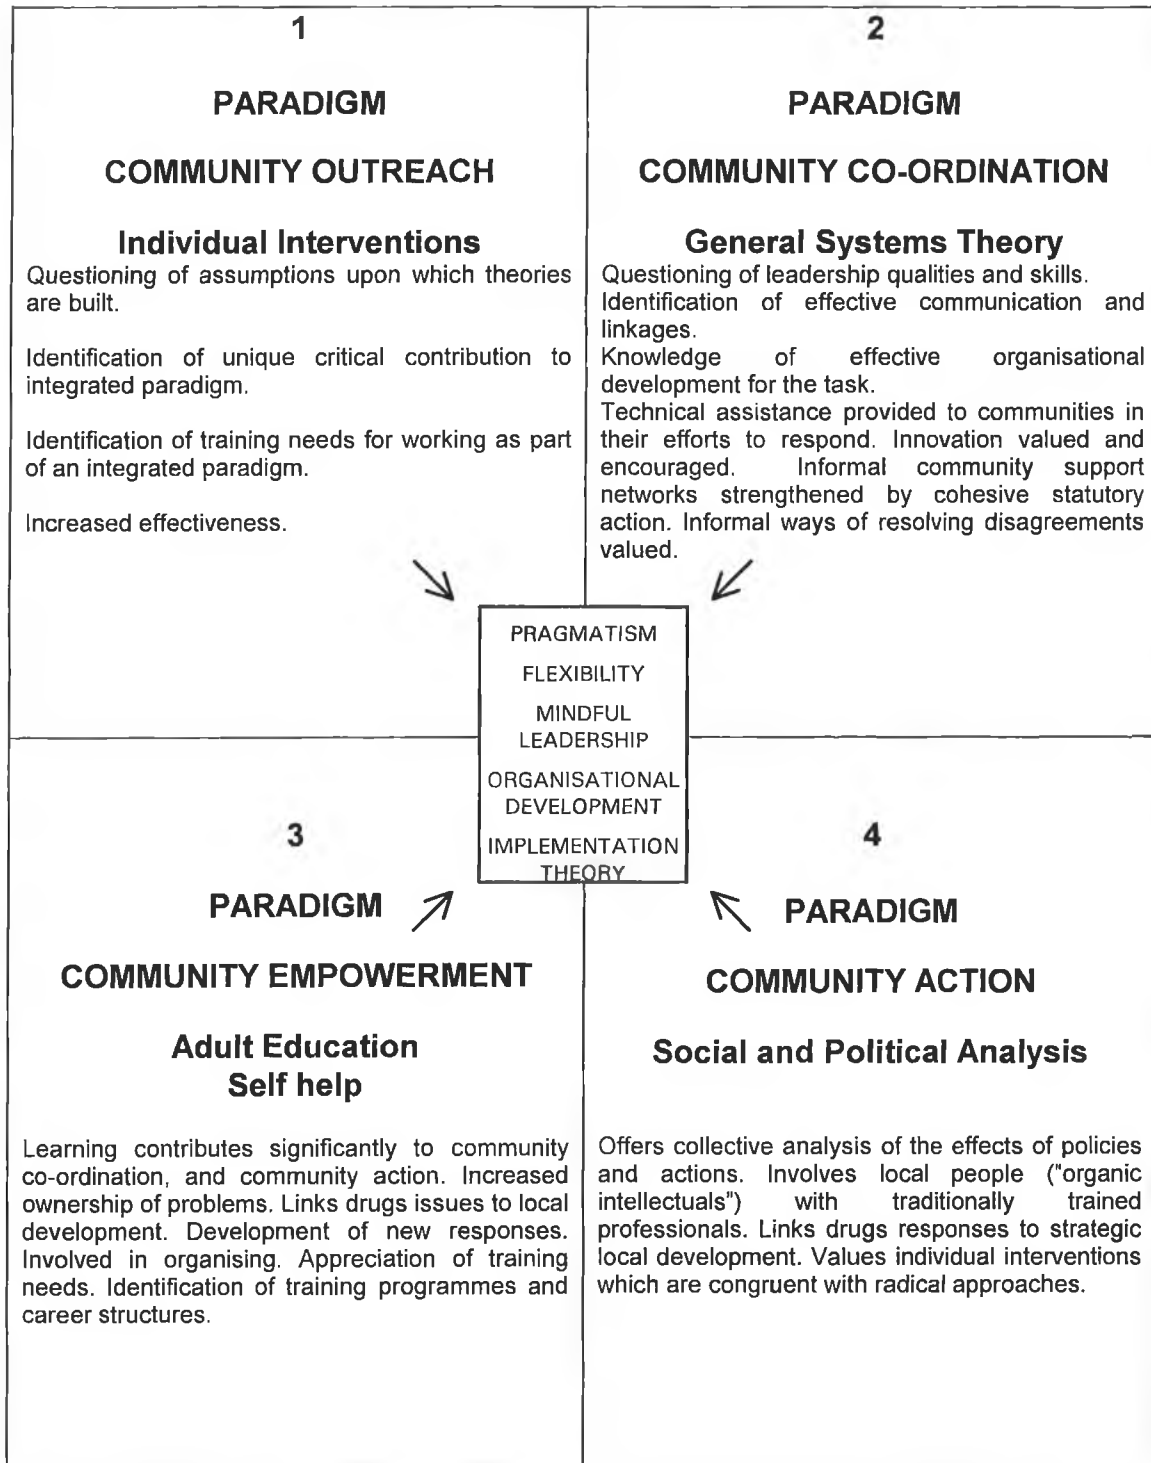 1
PARADIGM
COMMUNITY OUTREACH
Individual Interventions
Questioning of assumptions upon which theories
are built.
Identification of unique critical contribution to
integrated paradigm.
Identification of training needs for working as part
of an integrated paradigm.
Increased effectiveness.
2
PARADIGM
COMMUNITY CO-ORDINATION
General Systems Theory
Questioning of leadership qualities and skills.
Identification of effective communication and
linkages.
Knowledge of effective organisational
development for the task.
Technical assistance provided to communities in
their efforts to respond. Innovation valued and
encouraged. Informal community support
networks strengthened by cohesive statutory
action. Informal ways of resolving disagreements
valued.
PRAGMATISM
FLEXIBILITY
MINDFUL
LEADERSHIP
ORGANISATIONAL
DEVELOPMENT
IMPLEMENTATION
THEORY
3
PARADIGM
COMMUNITY EMPOWERMENT
Adult Education
Self help
Learning contributes significantly to community
co-ordination, and community action. Increased
ownership of problems. Links drugs issues to local
development. Development of new responses.
Involved in organising. Appreciation of training
needs. Identification of training programmes and
career structures.
4
PARADIGM
COMMUNITY ACTION
Social and Political Analysis
Offers collective analysis of the effects of policies
and actions. Involves local people ("organic
intellectuals") with traditionally trained
professionals. Links drugs responses to strategic
local development. Values individual interventions
which are congruent with radical approaches.